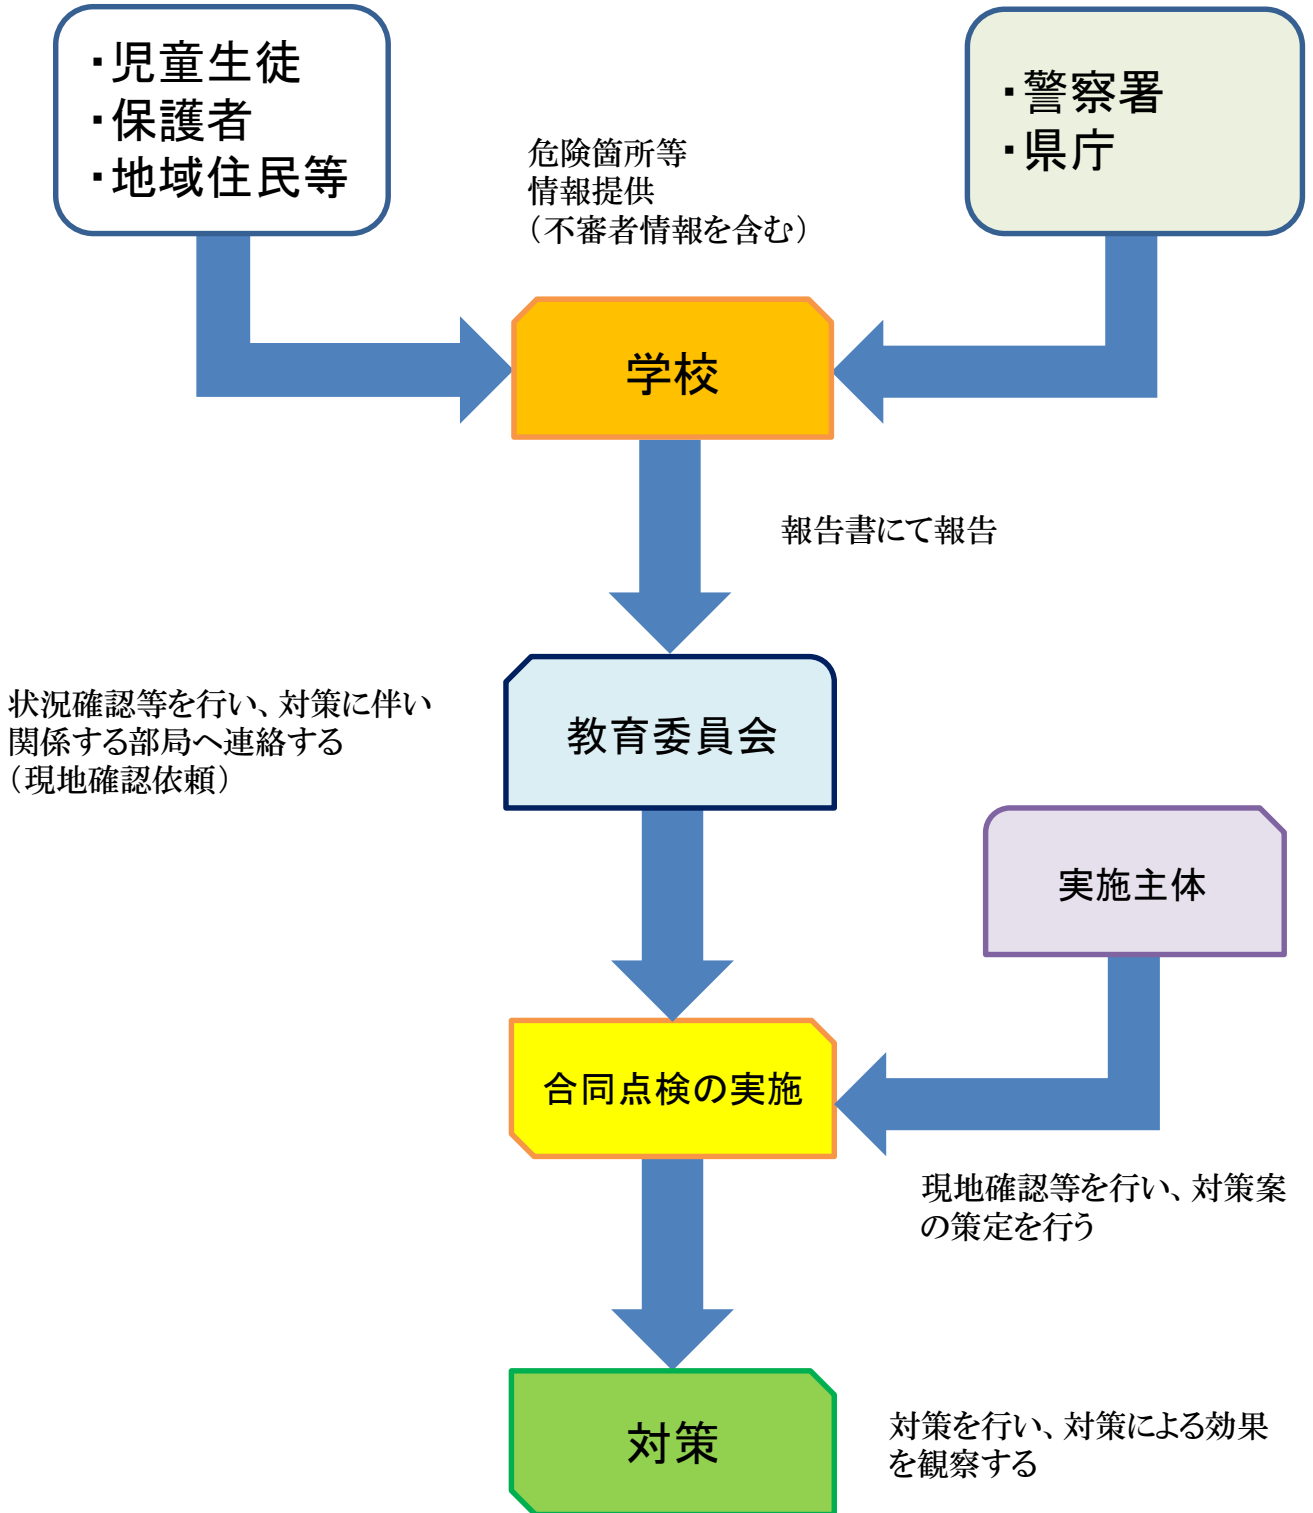 ・児童生徒
・保護者
・地域住民等
・警察署
・県庁
危険箇所等
情報提供
（不審者情報を含む）
学校
報告書にて報告
状況確認等を行い、対策に伴い
関係する部局へ連絡する
（現地確認依頼）
教育委員会
実施主体
合同点検の実施
現地確認等を行い、対策案
の策定を行う
対策
対策を行い、対策による効果
を観察する